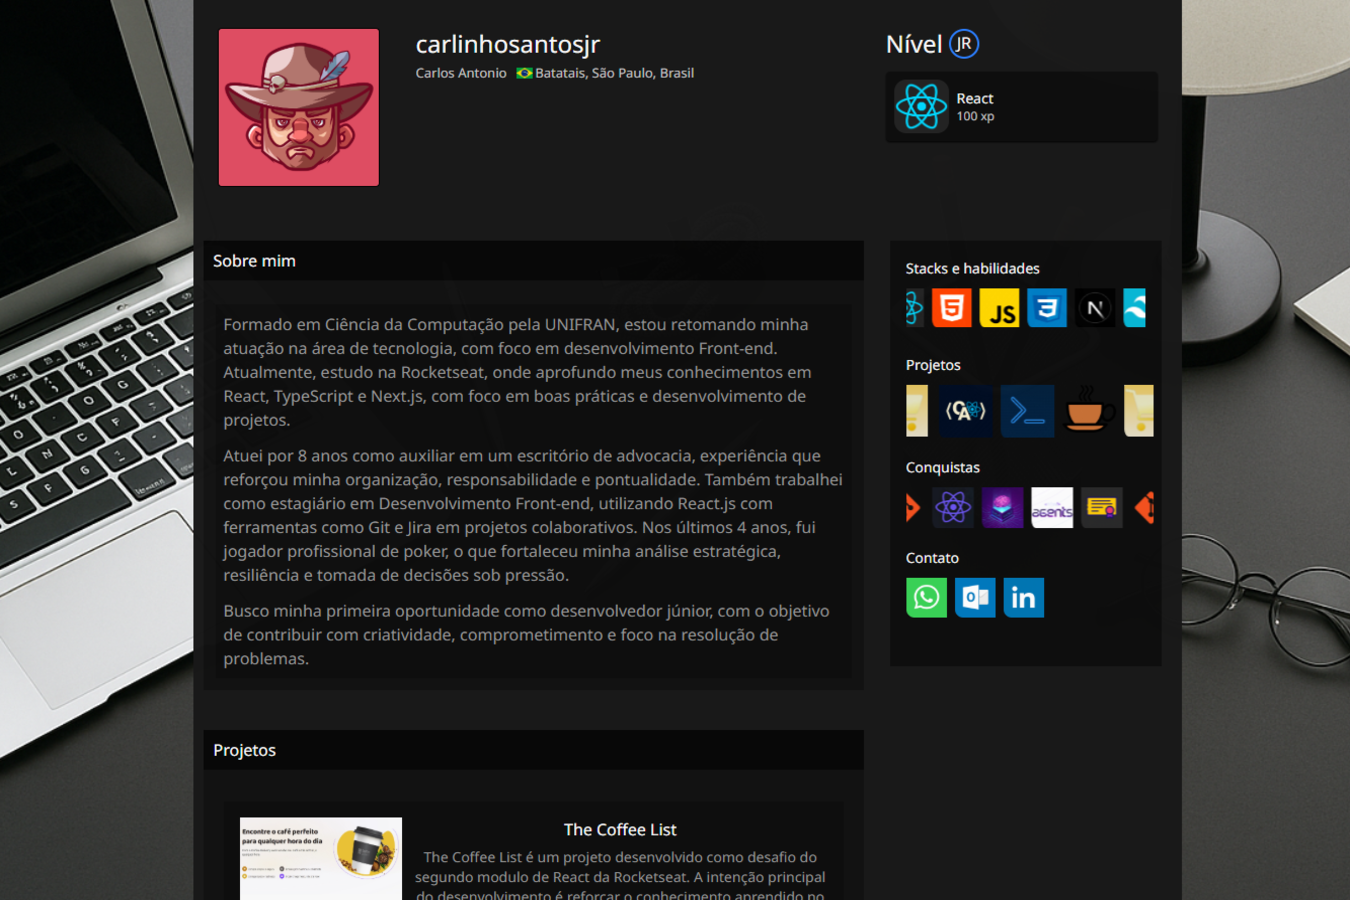 carlinhosantosjr
Carlos Antonio Batatais, São Paulo, Brasil
Nível JR
React
100 xp
Sobre mim
Formado em Ciência da Computação pela UNIFRAN, estou retomando minha
atuação na área de tecnologia, com foco em desenvolvimento Front-end.
Atualmente, estudo na Rocketseat, onde aprofundo meus conhecimentos em
React, TypeScript e Next.js, com foco em boas práticas e desenvolvimento de
projetos.
Atuei por 8 anos como auxiliar em um escritório de advocacia, experiência que
reforçou minha organização, responsabilidade e pontualidade. Também trabalhei
como estagiário em Desenvolvimento Front-end, utilizando React.js com
ferramentas como Git e Jira em projetos colaborativos. Nos últimos 4 anos, fui
jogador profissional de poker, o que fortaleceu minha análise estratégica,
resiliência e tomada de decisões sob pressão.
Busco minha primeira oportunidade como desenvolvedor júnior, com o objetivo
de contribuir com criatividade, comprometimento e foco na resolução de
problemas.
Stacks e habilidades
JS
N
Projetos
CA
Conquistas
agents
Contato
in
Projetos
Encontre o café perfeito
para qualquer hora do dia
The Coffee List
The Coffee List é um projeto desenvolvido como desafio do
segundo modulo de React da Rocketseat. A intenção principal
do desenvolvimento é reforçar o conhecimento aprendido no